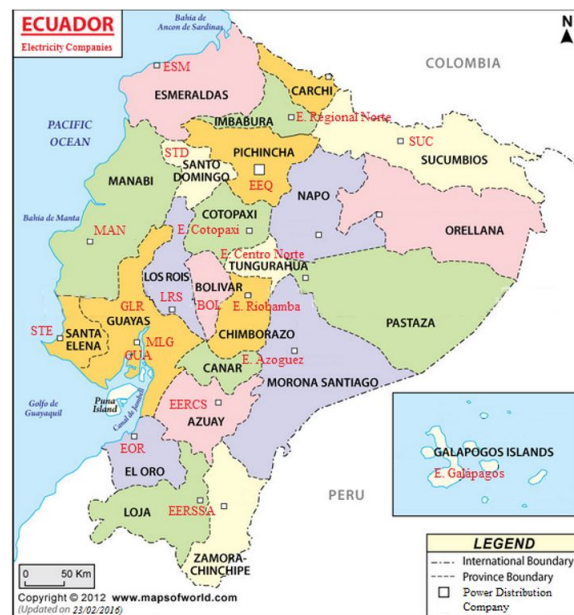 ECUADOR
Electricity Companies
Bahia de
Ancon de Sardinas
N
COLOMBIA
ESM
ESMERALDAS
CARCHI
IMBABURA
E. Regional Norte
PACIFIC
OCEAN
STD
SANTO
DOMINGO
PICHINCHA
EEQ
SUC
SUCUMBIOS
MANABI
NAPO
COTOPAXI
E. Cotopaxi
ORELLANA
Bahia de Manta
MAN
E. Centro Norte
TUNGURAHUA
LOS ROIS
LRS
BOLIVAR
BOL
E. Riobamba
PASTAZA
GLR
GUAYAS
CHIMBORAZO
STE
SANTA
ELENA
MLG
GUA
E. Azoguez
CANAR
MORONA SANTIAGO
Puna
Island
Golfo de
Guayaquil
Canal de Jambeli
EERCS
AZUAY
EOR
EL ORO
GALAPOGOS ISLANDS
E. Galápagos
PERU
LOJA
EERSSA
ZAMORA-
CHINCHIPE
LEGEND
International Boundary
Province Boundary
Power Distribution
Company
0 50 Km
Copyright © 2012 www.mapsofworld.com
(Updated on 23/02/2016)